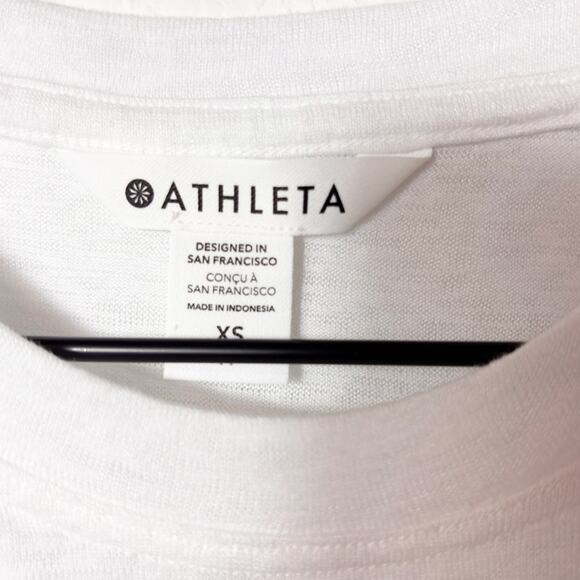 ATHLETA
DESIGNED IN
SAN FRANCISCO
CONÇU À
SAN FRANCISCO
MADE IN INDONESIA
XS